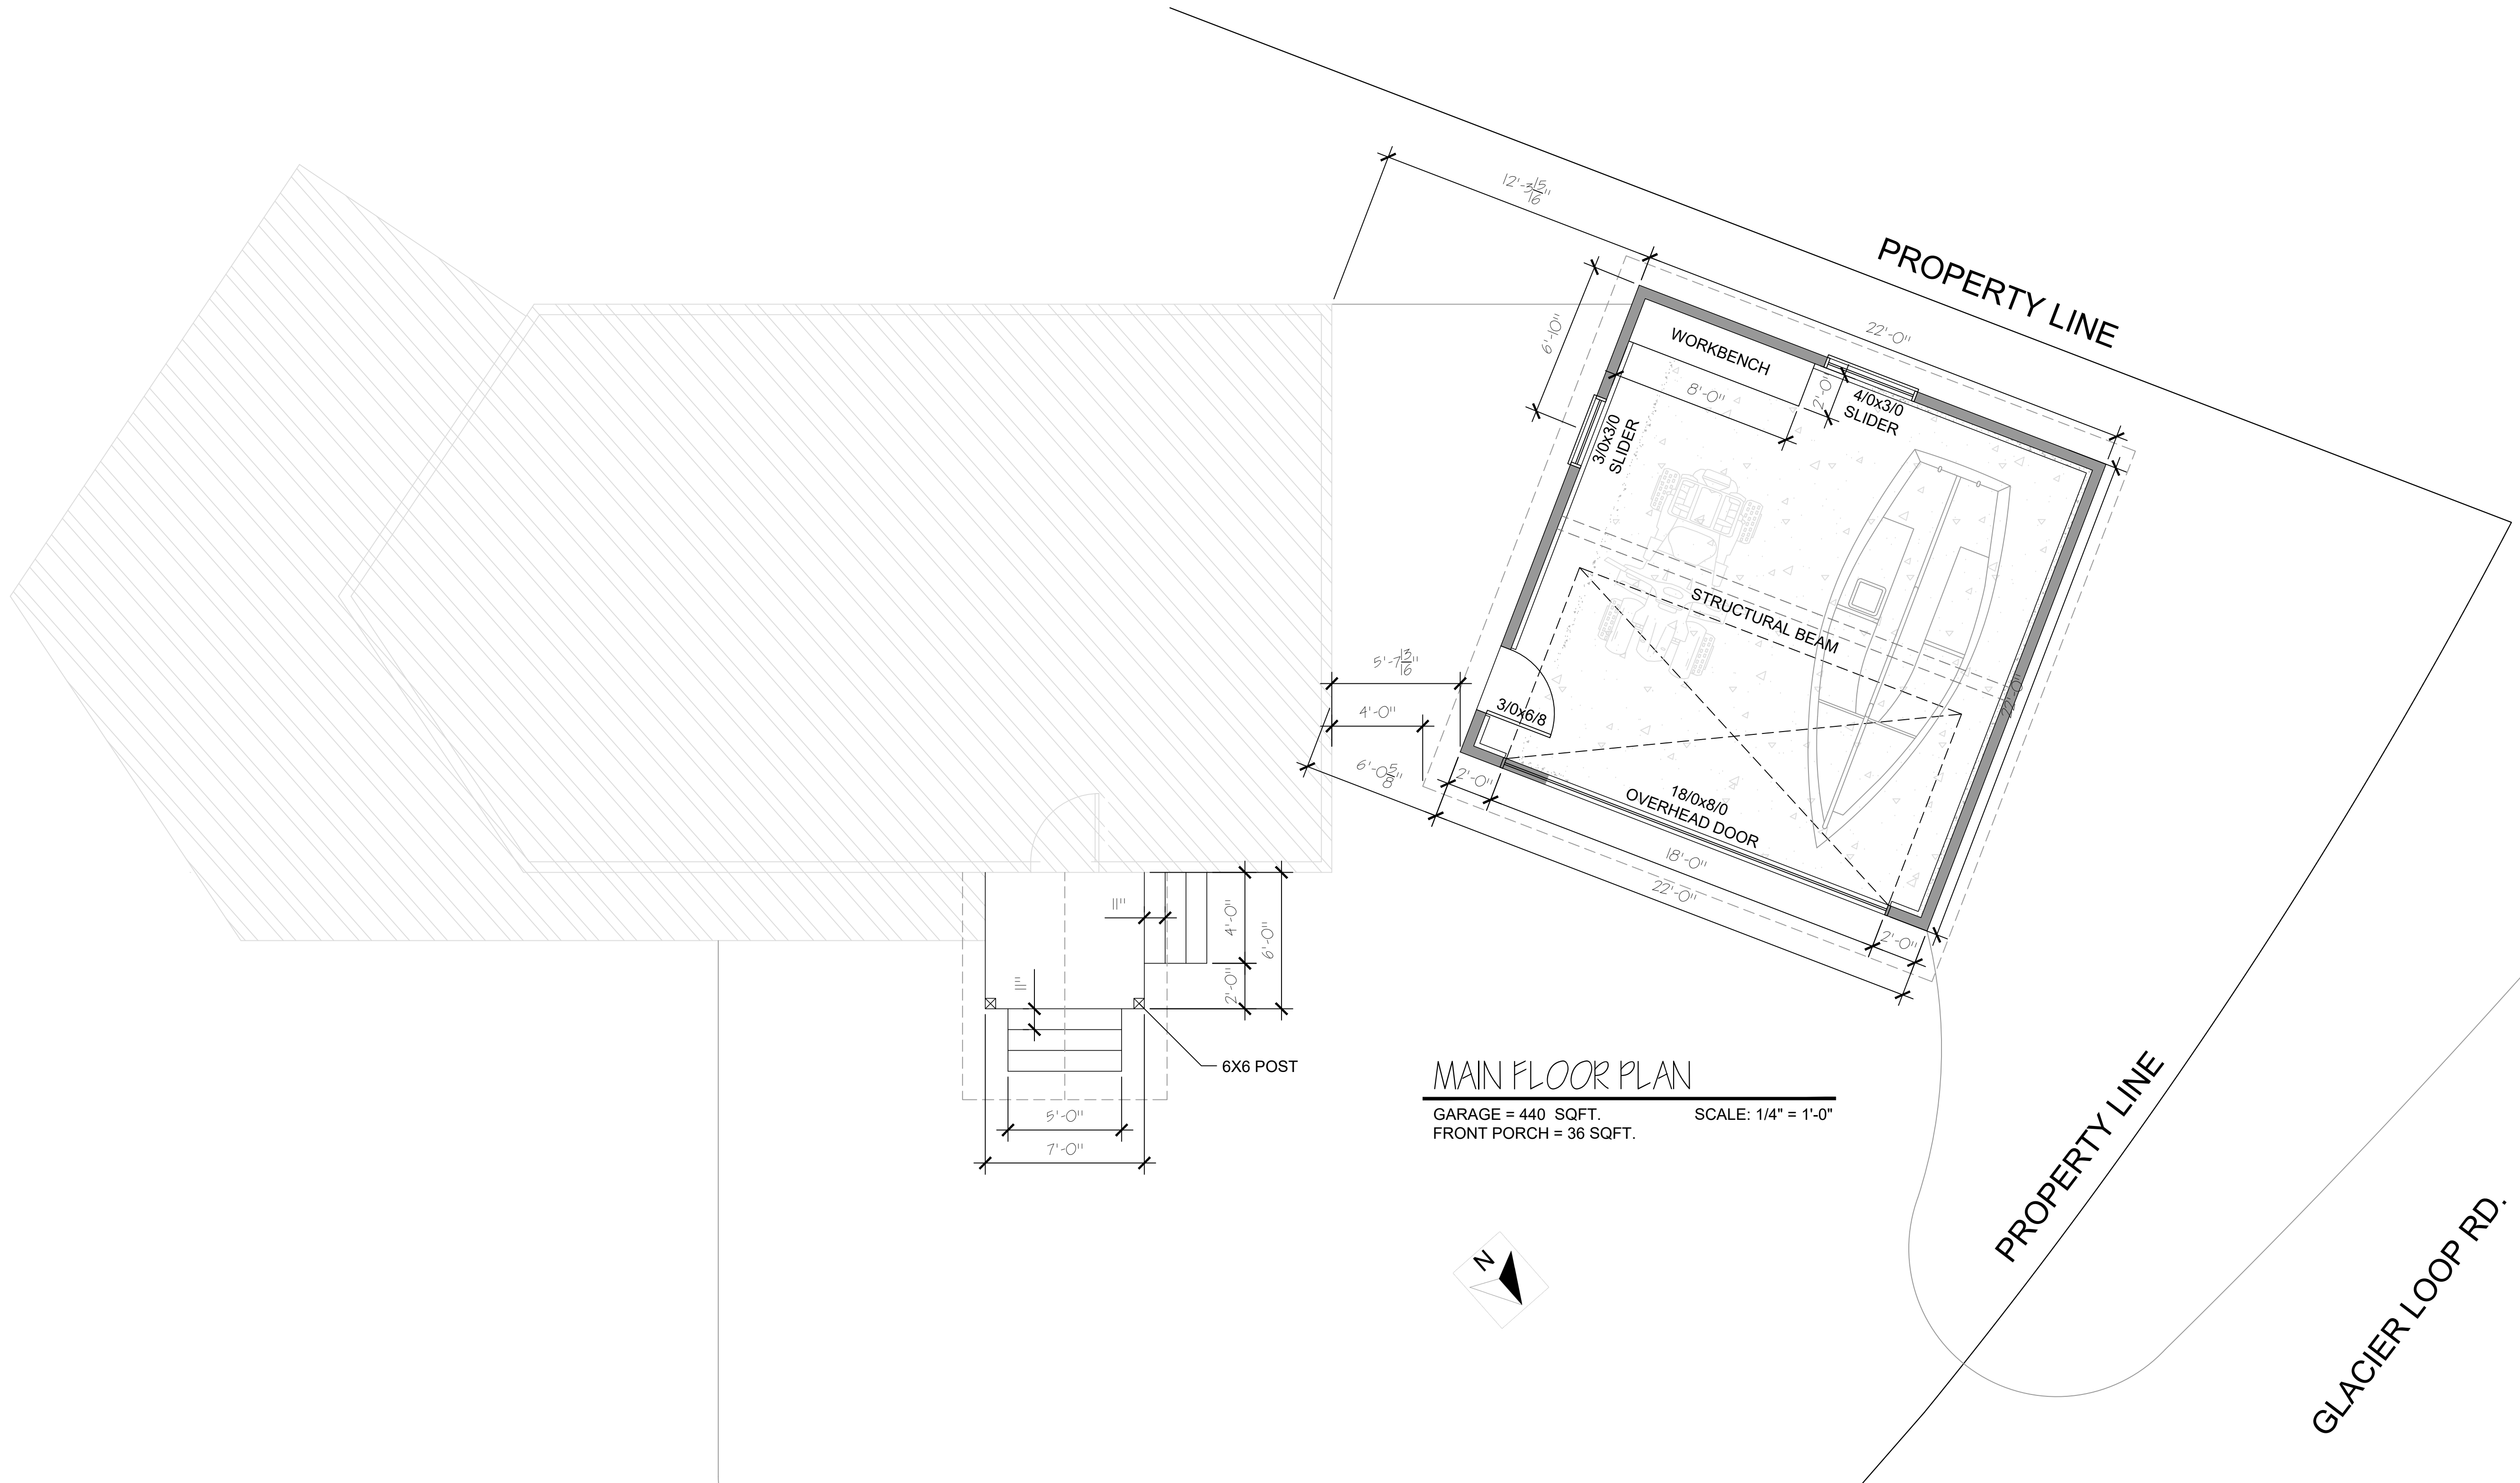 12'-3 15/16"
PROPERTY LINE
22'-0"
6'-10"
WORKBENCH
8'-0"
2'-0"
4/0x3/0
SLIDER
3/0x3/0
SLIDER
STRUCTURAL BEAM
22'-0"
5'-7 13/16"
4'-0"
3/0x6/8
6'-0 5/8"
2'-0"
18/0x8/0
OVERHEAD DOOR
18'-0"
22'-0"
2'-0"
11"
4'-0"
6'-0"
11"
2'-0"
6X6 POST
5'-0"
7'-0"
MAIN FLOOR PLAN
GARAGE = 440 SQFT. SCALE: 1/4" = 1'-0"
FRONT PORCH = 36 SQFT.
N
PROPERTY LINE
GLACIER LOOP RD.